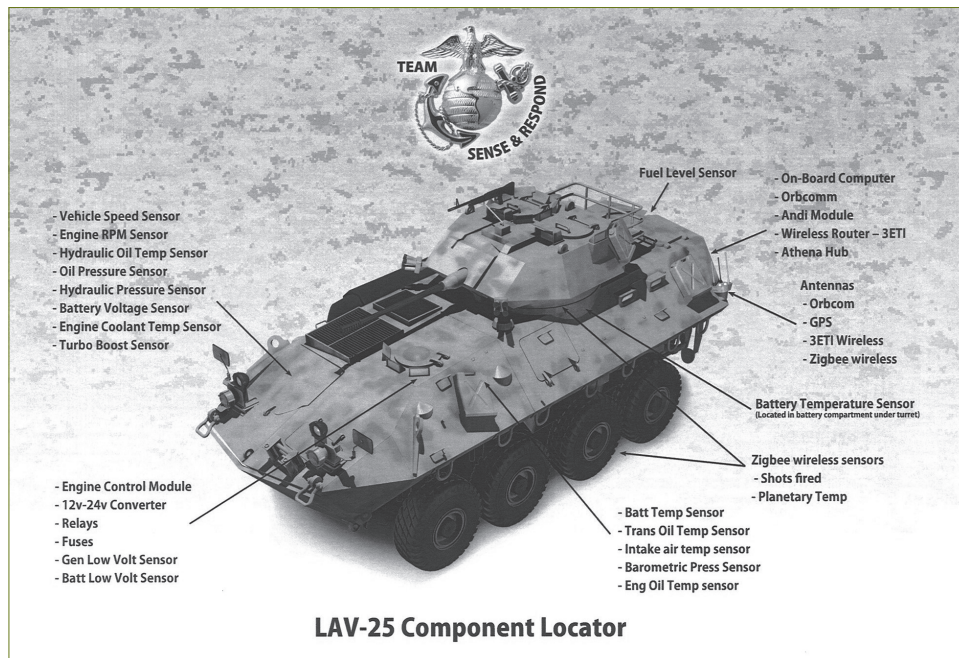 TEAM
SENSE & RESPOND
Fuel Level Sensor
- On-Board Computer
- Orbcomm
- Andi Module
- Wireless Router – 3ETI
- Athena Hub
- Vehicle Speed Sensor
- Engine RPM Sensor
- Hydraulic Oil Temp Sensor
- Oil Pressure Sensor
- Hydraulic Pressure Sensor
- Battery Voltage Sensor
- Engine Coolant Temp Sensor
- Turbo Boost Sensor
Antennas
- Orbcom
- GPS
- 3ETI Wireless
- Zigbee wireless
Battery Temperature Sensor
(Located in battery compartment under turret)
Zigbee wireless sensors
- Shots fired
- Planetary Temp
- Engine Control Module
- 12v-24v Converter
- Relays
- Fuses
- Gen Low Volt Sensor
- Batt Low Volt Sensor
- Batt Temp Sensor
- Trans Oil Temp Sensor
- Intake air temp sensor
- Barometric Press Sensor
- Eng Oil Temp sensor
LAV-25 Component Locator